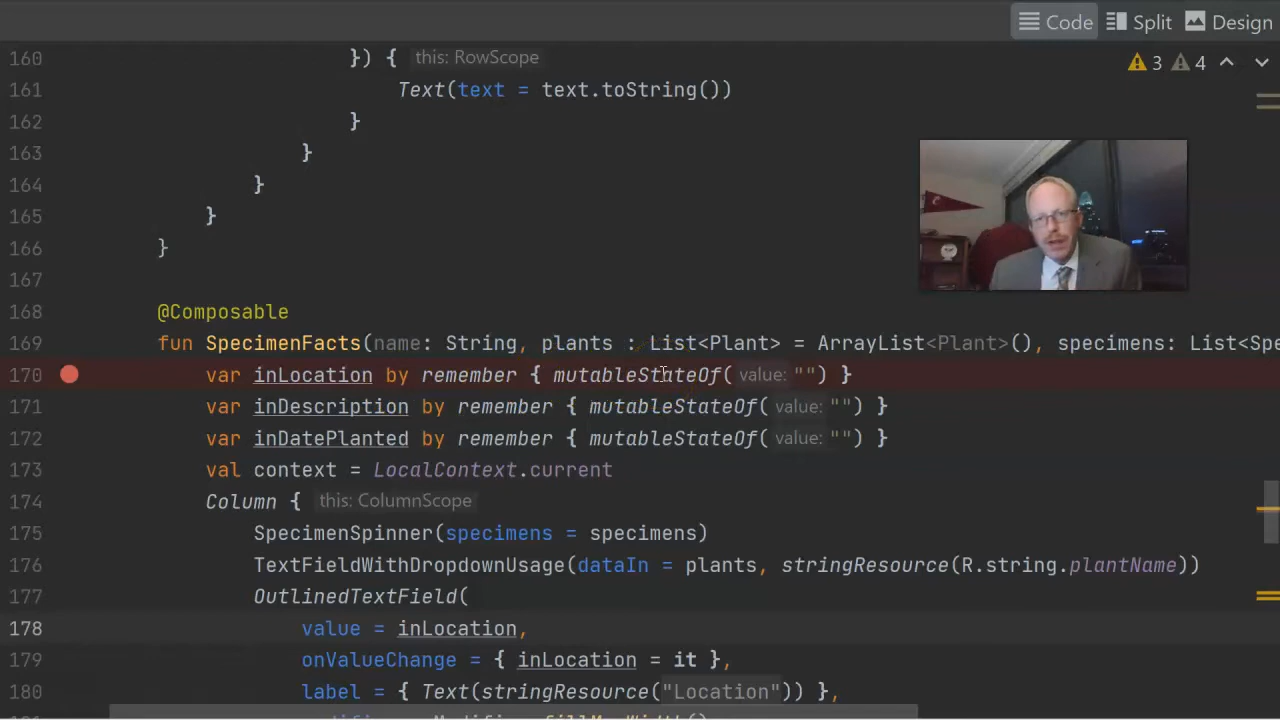 Code Split Design
3 4
160 }) { this: RowScope
161 Text(text = text.toString())
162 }
163 }
164 }
165 }
166 }
167
168 @Composable
169 fun SpecimenFacts(name: String, plants : List<Plant> = ArrayList<Plant>(), specimens: List<Spe
170 var inLocation by remember { mutableStateOf( value: "") }
171 var inDescription by remember { mutableStateOf( value: "") }
172 var inDatePlanted by remember { mutableStateOf( value: "") }
173 val context = LocalContext.current
174 Column { this: ColumnScope
175 SpecimenSpinner(specimens = specimens)
176 TextFieldWithDropdownUsage(dataIn = plants, stringResource(R.string.plantName))
177 OutlinedTextField(
178 value = inLocation,
179 onValueChange = { inLocation = it },
180 label = { Text(stringResource("Location")) },